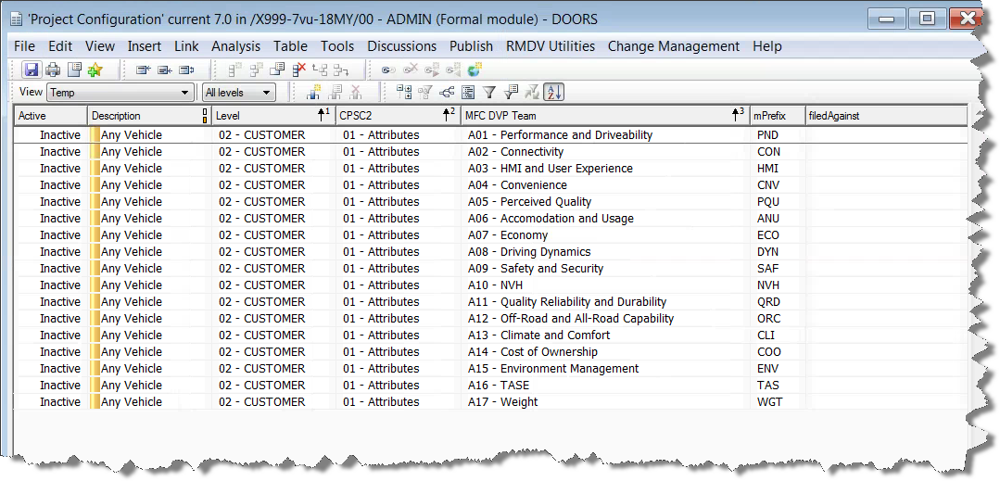 'Project Configuration' current 7.0 in /X999-7vu-18MY/00 - ADMIN (Formal module) - DOORS
File Edit View Insert Link Analysis Table Tools Discussions Publish RMDV Utilities Change Management Help
View Temp All levels A Z
Active Description Level 1 CPSC2 2 MFC DVP Team 3 mPrefix filedAgainst
Inactive Any Vehicle 02 - CUSTOMER 01 - Attributes A01 - Performance and Driveability PND
Inactive Any Vehicle 02 - CUSTOMER 01 - Attributes A02 - Connectivity CON
Inactive Any Vehicle 02 - CUSTOMER 01 - Attributes A03 - HMI and User Experience HMI
Inactive Any Vehicle 02 - CUSTOMER 01 - Attributes A04 - Convenience CNV
Inactive Any Vehicle 02 - CUSTOMER 01 - Attributes A05 - Perceived Quality PQU
Inactive Any Vehicle 02 - CUSTOMER 01 - Attributes A06 - Accomodation and Usage ANU
Inactive Any Vehicle 02 - CUSTOMER 01 - Attributes A07 - Economy ECO
Inactive Any Vehicle 02 - CUSTOMER 01 - Attributes A08 - Driving Dynamics DYN
Inactive Any Vehicle 02 - CUSTOMER 01 - Attributes A09 - Safety and Security SAF
Inactive Any Vehicle 02 - CUSTOMER 01 - Attributes A10 - NVH NVH
Inactive Any Vehicle 02 - CUSTOMER 01 - Attributes A11 - Quality Reliability and Durability QRD
Inactive Any Vehicle 02 - CUSTOMER 01 - Attributes A12 - Off-Road and All-Road Capability ORC
Inactive Any Vehicle 02 - CUSTOMER 01 - Attributes A13 - Climate and Comfort CLI
Inactive Any Vehicle 02 - CUSTOMER 01 - Attributes A14 - Cost of Ownership COO
Inactive Any Vehicle 02 - CUSTOMER 01 - Attributes A15 - Environment Management ENV
Inactive Any Vehicle 02 - CUSTOMER 01 - Attributes A16 - TASE TAS
Inactive Any Vehicle 02 - CUSTOMER 01 - Attributes A17 - Weight WGT